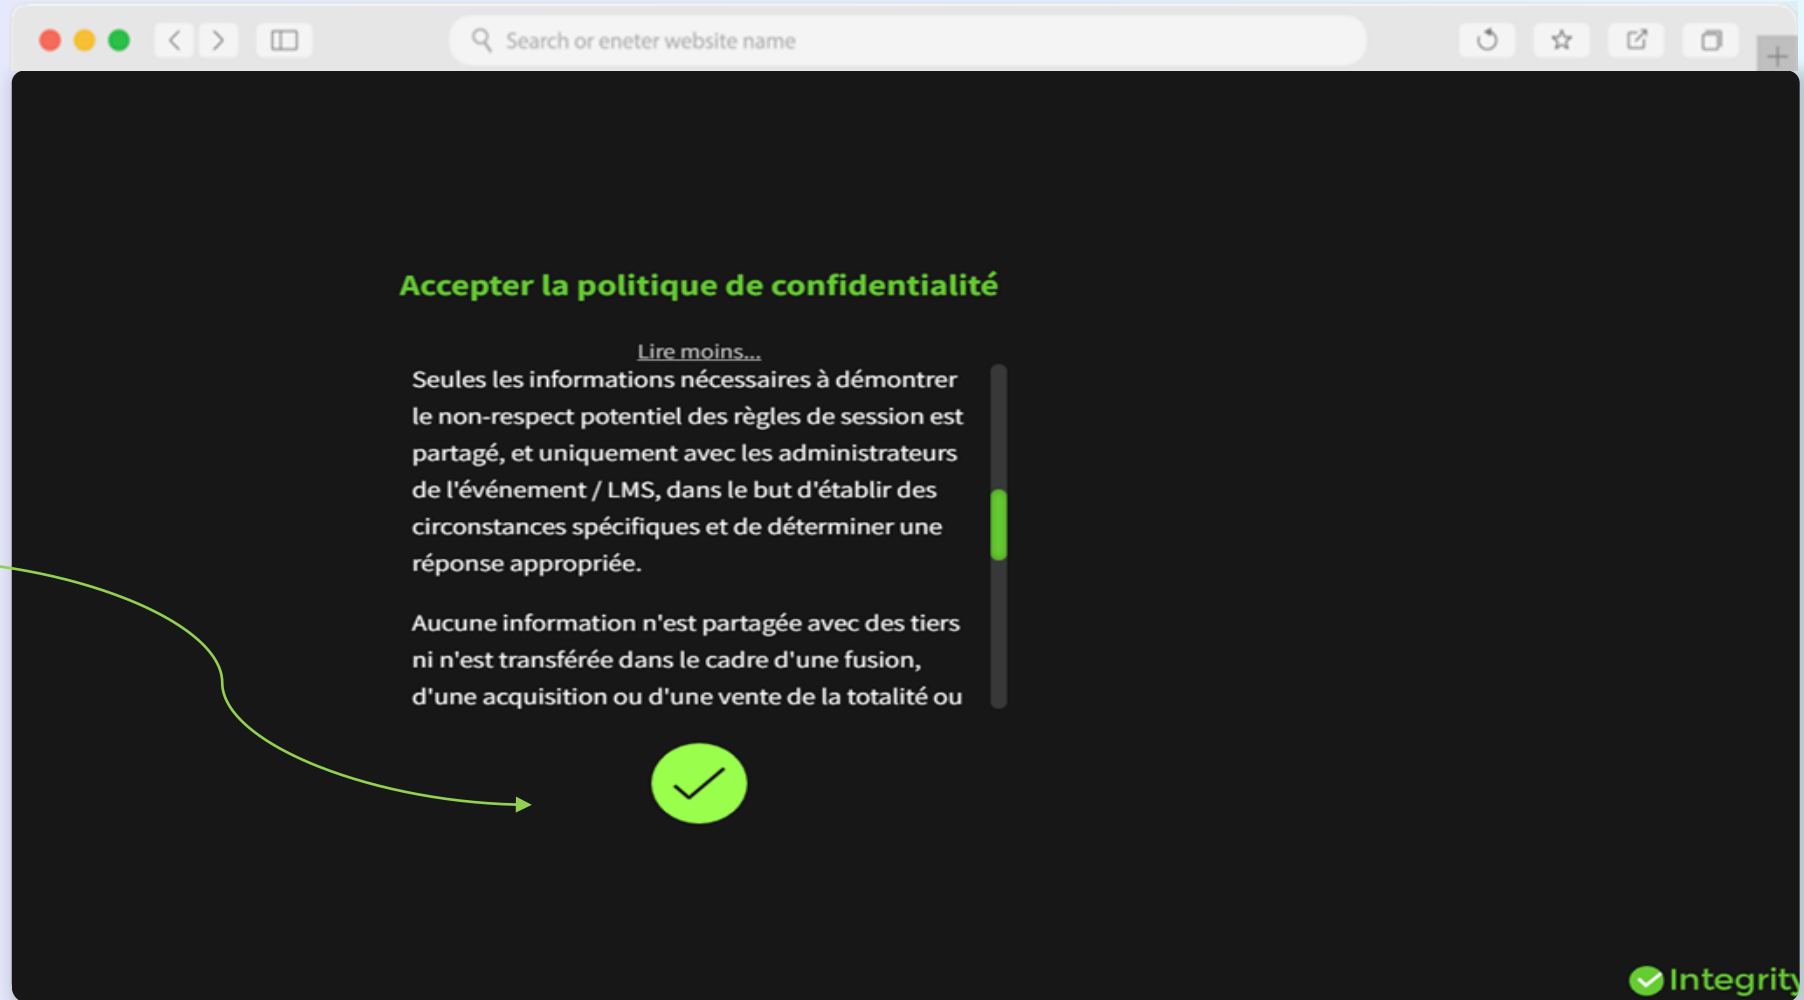 Search or eneter website name
Accepter la politique de confidentialité
Lire moins...
Seules les informations nécessaires à démontrer
le non-respect potentiel des règles de session est
partagé, et uniquement avec les administrateurs
de l'événement / LMS, dans le but d'établir des
circonstances spécifiques et de déterminer une
réponse appropriée.
Aucune information n'est partagée avec des tiers
ni n'est transférée dans le cadre d'une fusion,
d'une acquisition ou d'une vente de la totalité ou
Integrity